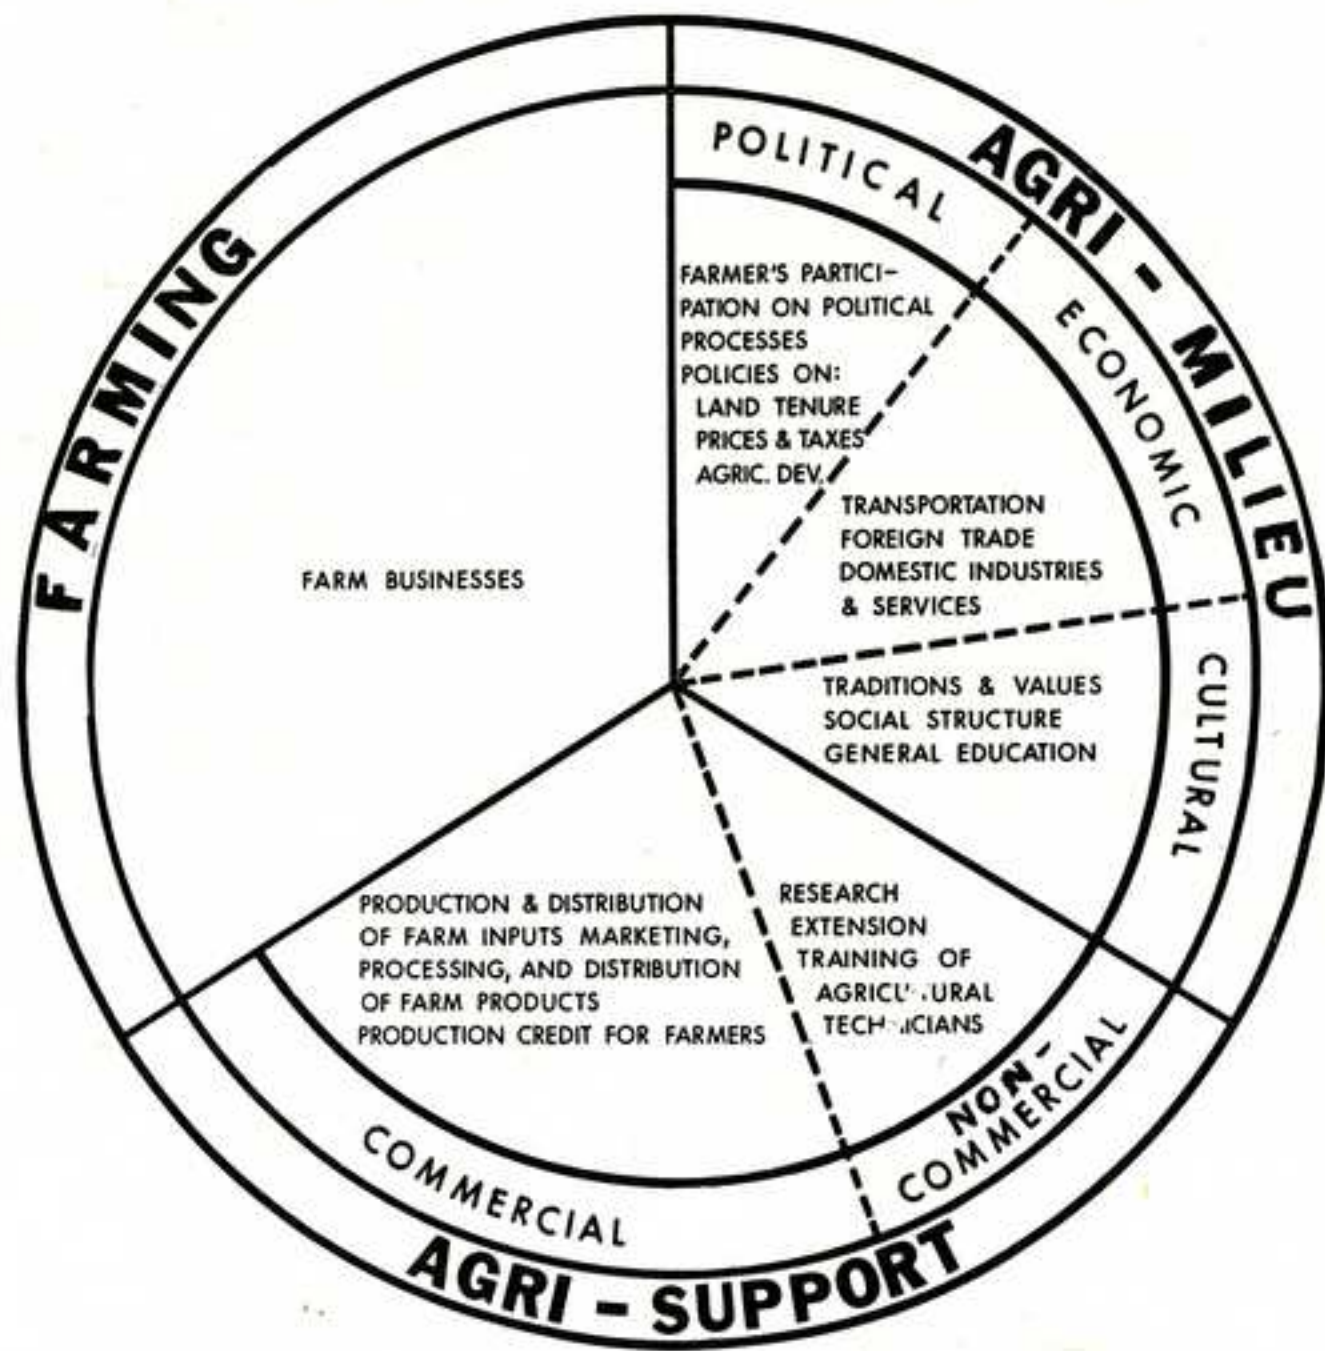 FARMING
FARM BUSINESSES
AGRI - MILIEU
POLITICAL
FARMER'S PARTICI-
PATION ON POLITICAL
PROCESSES
POLICIES ON:
LAND TENURE
PRICES & TAXES
AGRIC. DEV.
ECONOMIC
TRANSPORTATION
FOREIGN TRADE
DOMESTIC INDUSTRIES
& SERVICES
CULTURAL
TRADITIONS & VALUES
SOCIAL STRUCTURE
GENERAL EDUCATION
AGRI - SUPPORT
COMMERCIAL
PRODUCTION & DISTRIBUTION
OF FARM INPUTS MARKETING,
PROCESSING, AND DISTRIBUTION
OF FARM PRODUCTS
PRODUCTION CREDIT FOR FARMERS
NON-
COMMERCIAL
RESEARCH
EXTENSION
TRAINING OF